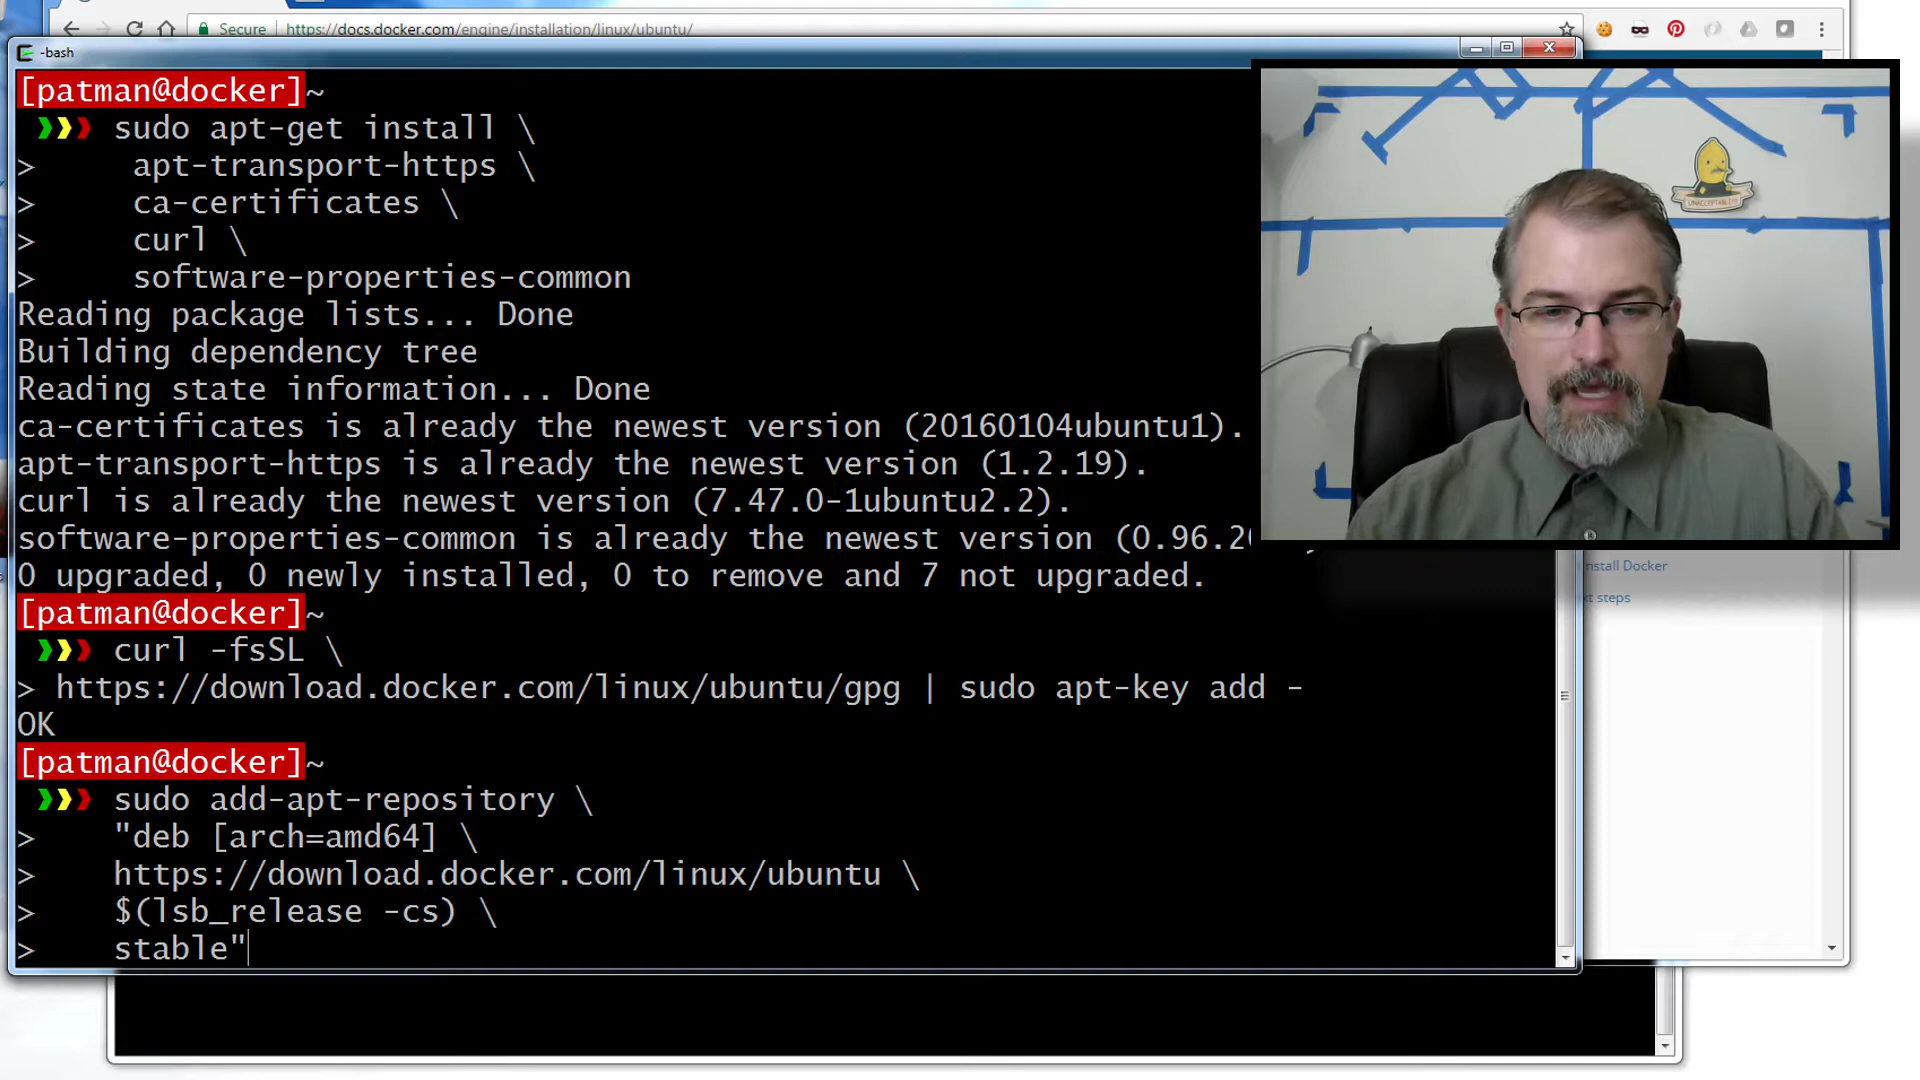 Secure https://docs.docker.com/engine/installation/linux/ubuntu/
-bash
[patman@docker]~
sudo apt-get install \
> apt-transport-https \
> ca-certificates \
> curl \
> software-properties-common
Reading package lists... Done
Building dependency tree
Reading state information... Done
ca-certificates is already the newest version (20160104ubuntu1).
apt-transport-https is already the newest version (1.2.19).
curl is already the newest version (7.47.0-1ubuntu2.2).
software-properties-common is already the newest version (0.96.2
0 upgraded, 0 newly installed, 0 to remove and 7 not upgraded.
[patman@docker]~
curl -fsSL \
> https://download.docker.com/linux/ubuntu/gpg | sudo apt-key add -
OK
[patman@docker]~
sudo add-apt-repository \
> "deb [arch=amd64] \
> https://download.docker.com/linux/ubuntu \
> $(lsb_release -cs) \
> stable"
UNACCEPTABLE!
nstall Docker
xt steps